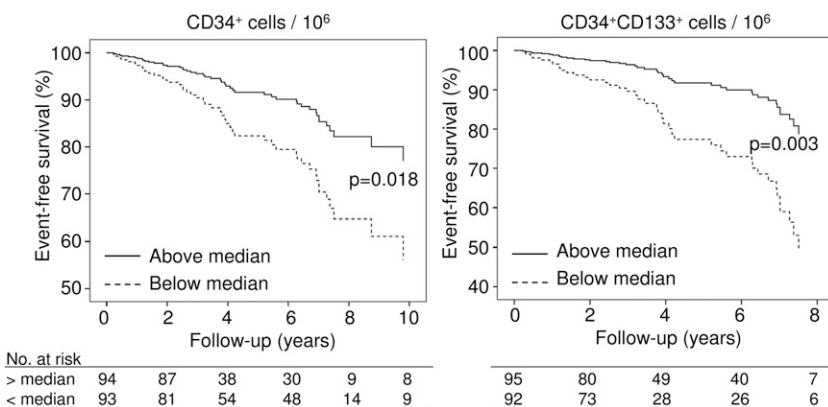 CD34⁺ cells / 10⁶
Event-free survival (%)
100
90
80
70
60
50
p=0.018
Above median
Below median
0 2 4 6 8 10
Follow-up (years)
CD34⁺CD133⁺ cells / 10⁶
Event-free survival (%)
100
90
80
70
60
50
40
p=0.003
Above median
Below median
0 2 4 6 8
Follow-up (years)
No. at risk
> median 94 87 38 30 9 8 95 80 49 40 7
< median 93 81 54 48 14 9 92 73 28 26 6